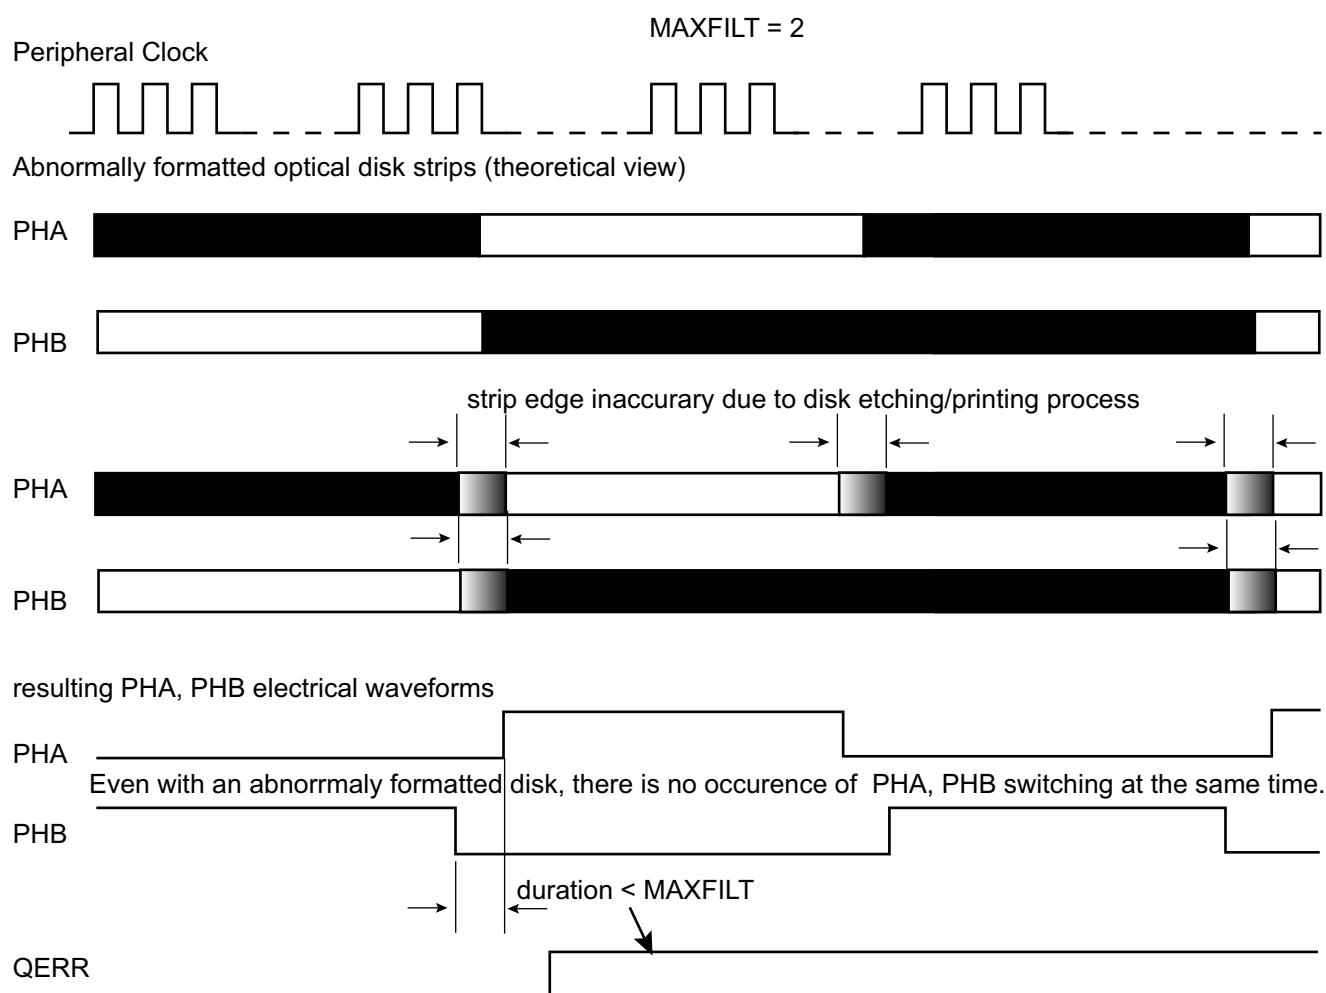 MAXFILT = 2
Peripheral Clock
Abnormally formatted optical disk strips (theoretical view)
PHA
PHB
strip edge inaccurary due to disk etching/printing process
PHA
PHB
resulting PHA, PHB electrical waveforms
PHA
Even with an abnorrmaly formatted disk, there is no occurence of PHA, PHB switching at the same time.
PHB
duration < MAXFILT
QERR